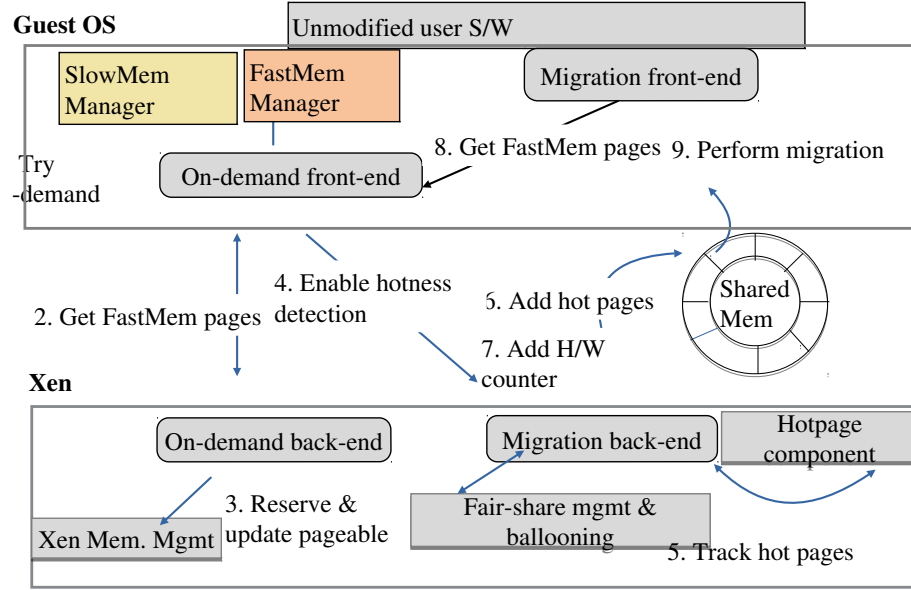 Unmodified user S/W
Guest OS
SlowMem
Manager
FastMem
Manager
Migration front-end
8. Get FastMem pages
9. Perform migration
Try
-demand
On-demand front-end
4. Enable hotness
detection
2. Get FastMem pages
6. Add hot pages
Shared
Mem
7. Add H/W
counter
Xen
On-demand back-end
Migration back-end
Hotpage
component
3. Reserve &
update pageable
Fair-share mgmt &
ballooning
Xen Mem. Mgmt
5. Track hot pages